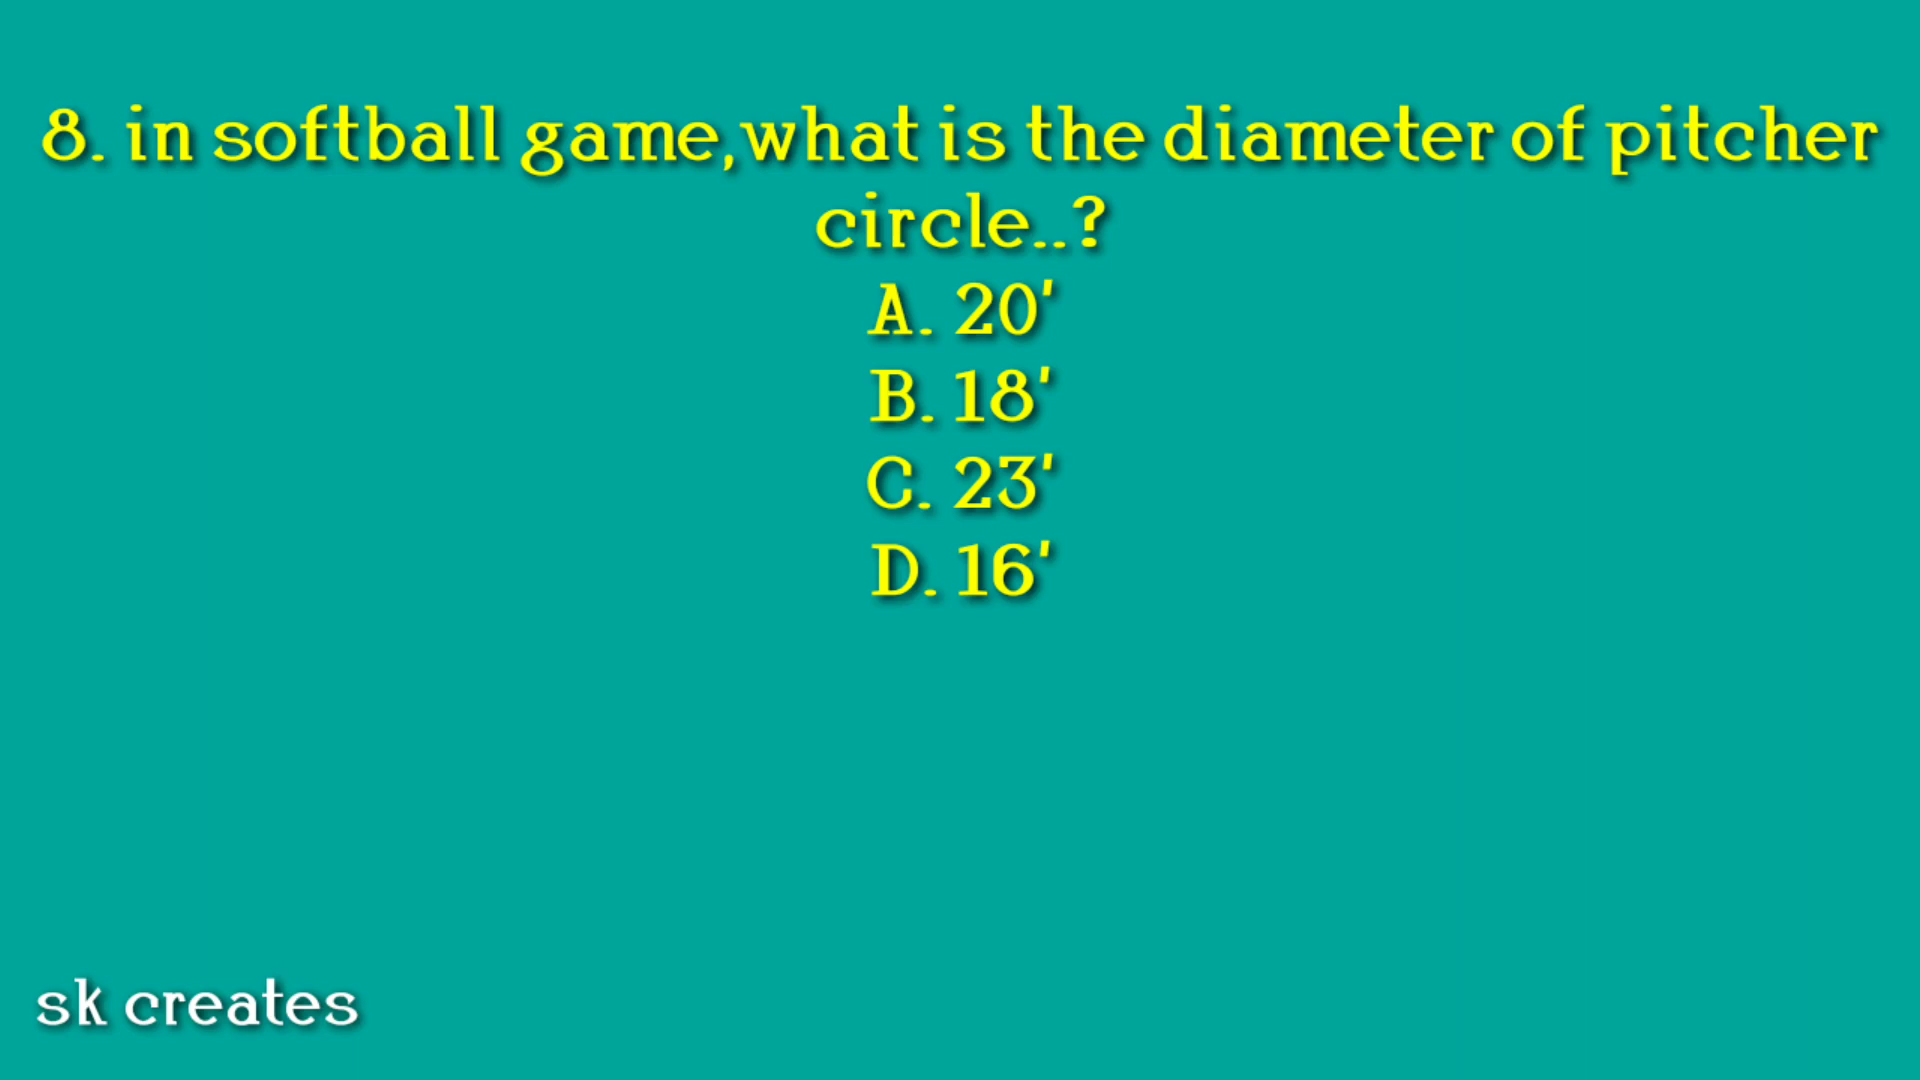 8. in softball game,what is the diameter of pitcher
circle..?
A. 20'
B. 18'
C. 23'
D. 16'
sk creates